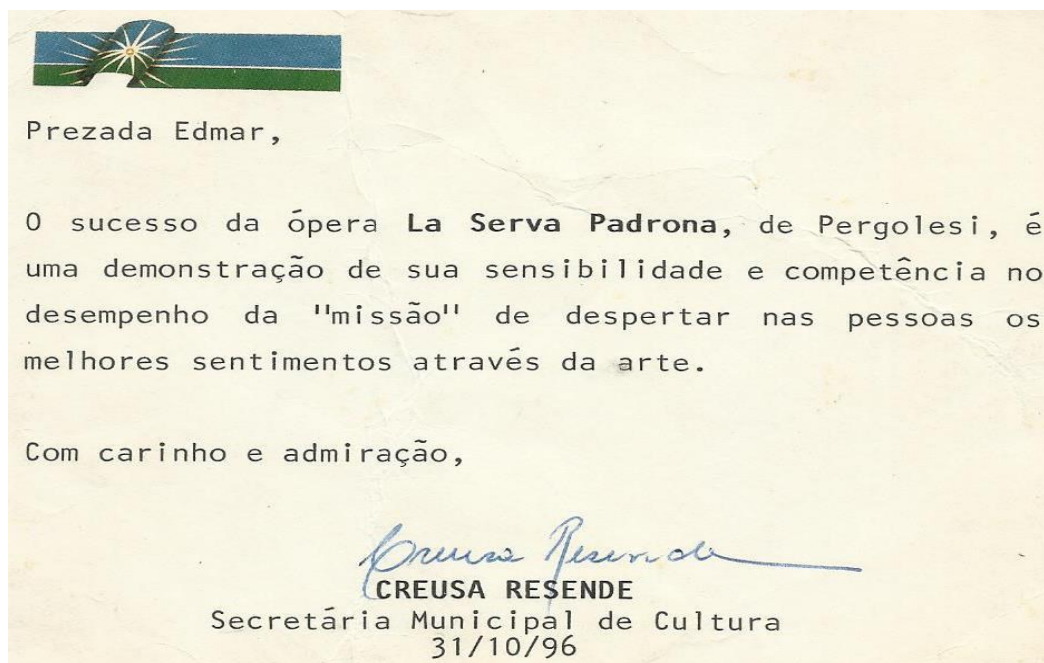 Prezada Edmar,
O sucesso da ópera La Serva Padrona, de Pergolesi, é
uma demonstração de sua sensibilidade e competência no
desempenho da "missão" de despertar nas pessoas os
melhores sentimentos através da arte.
Com carinho e admiração,
Creusa Resende
CREUSA RESENDE
Secretária Municipal de Cultura
31/10/96